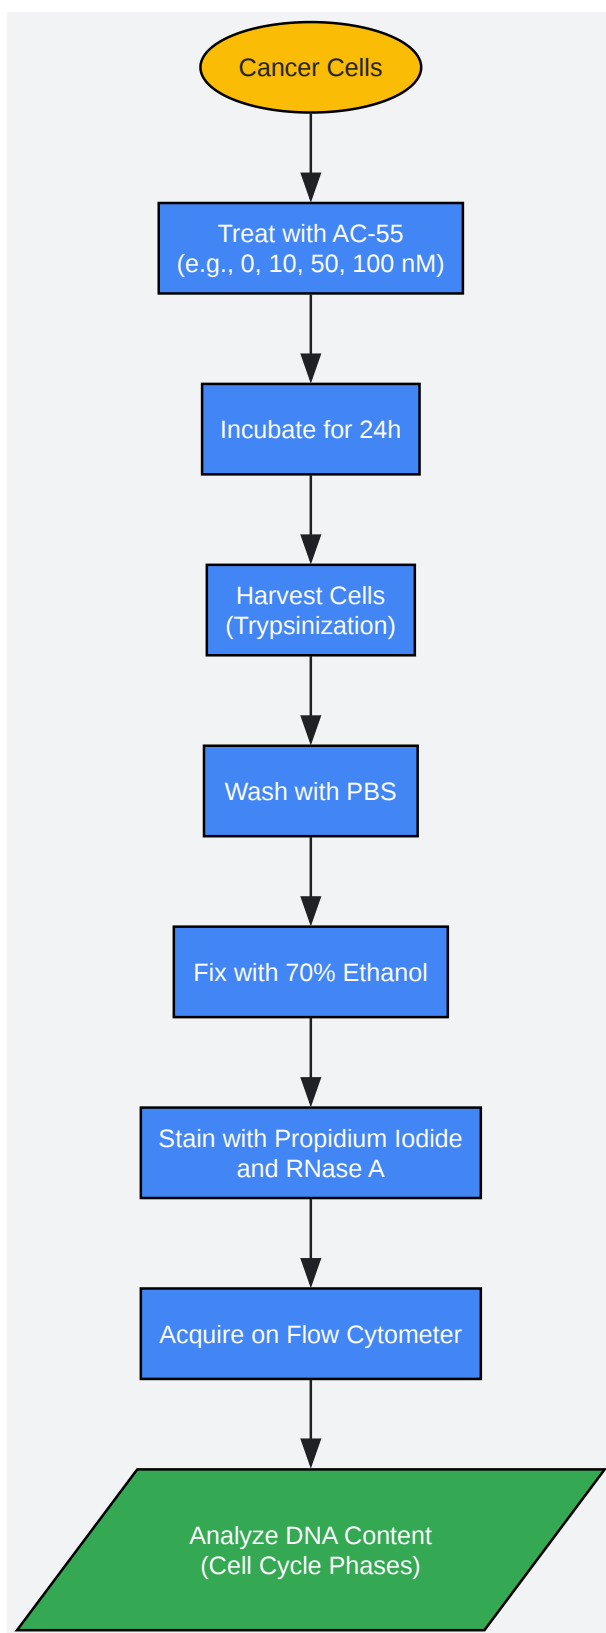 Cancer Cells
Treat with AC-55
(e.g., 0, 10, 50, 100 nM)
Incubate for 24h
Harvest Cells
(Trypsinization)
Wash with PBS
Fix with 70% Ethanol
Stain with Propidium Iodide
and RNase A
Acquire on Flow Cytometer
Analyze DNA Content
(Cell Cycle Phases)